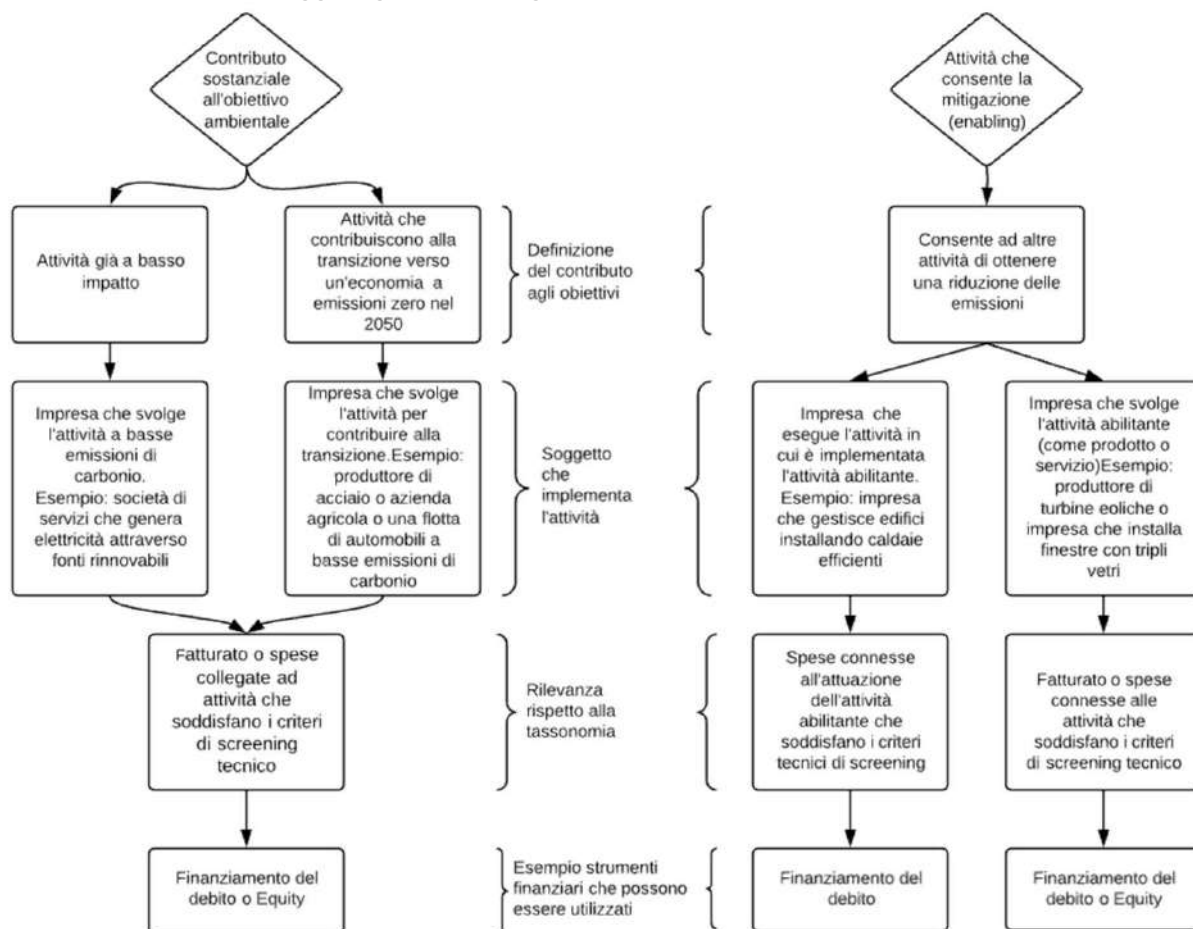 Contributo
sostanziale
all'obiettivo
ambientale
Attività che
consente la
mitigazione
(enabling)
Attività già a basso
impatto
Attività che
contribuiscono alla
transizione verso
un'economia a
emissioni zero nel
2050
Definizione
del contributo
agli obiettivi
Consente ad altre
attività di ottenere
una riduzione delle
emissioni
Impresa che svolge
l'attività a basse
emissioni di
carbonio.
Esempio: società di
servizi che genera
elettricità attraverso
fonti rinnovabili
Impresa che svolge
l'attività per
contribuire alla
transizione.Esempio:
produttore di
acciaio o azienda
agricola o una flotta
di automobili a
basse emissioni di
carbonio
Soggetto
che
implementa
l'attività
Impresa che
esegue l'attività in
cui è implementata
l'attività abilitante.
Esempio: impresa
che gestisce edifici
installando caldaie
efficienti
Impresa che svolge
l'attività abilitante
(come prodotto o
servizio)Esempio:
produttore di
turbine eoliche o
impresa che installa
finestre con tripli
vetri
Fatturato o spese
collegate ad
attività che
soddisfano i criteri
di screening
tecnico
Rilevanza
rispetto alla
tassonomia
Spese connesse
all'attuazione
dell'attività
abilitante che
soddisfano i criteri
tecnici di screening
Fatturato o spese
connesse alle
attività che
soddisfano i criteri
di screening tecnico
Finanziamento del
debito o Equity
Esempio strumenti
finanziari che possono
essere utilizzati
Finanziamento del
debito
Finanziamento del
debito o Equity